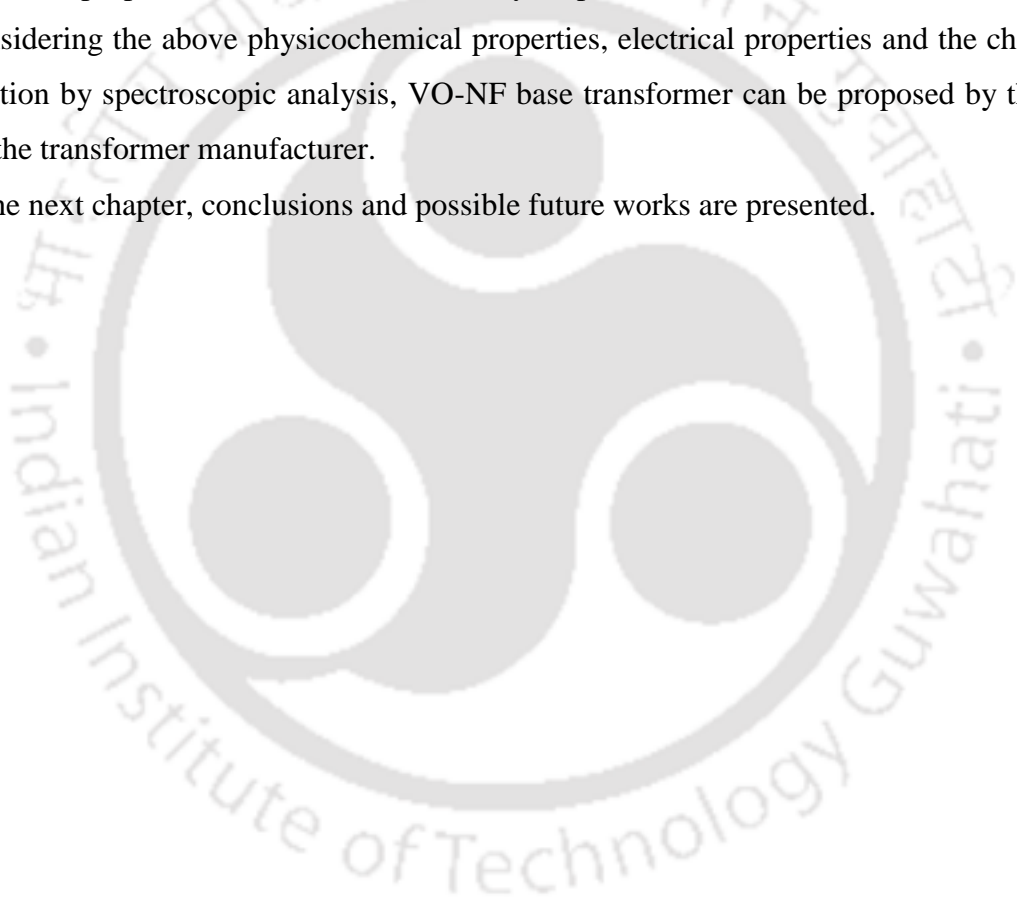 sidering the above physicochemical properties, electrical properties and the ch
tion by spectroscopic analysis, VO-NF base transformer can be proposed by t
the transformer manufacturer.
ne next chapter, conclusions and possible future works are presented.
Indian Institute of Technology Guwahati